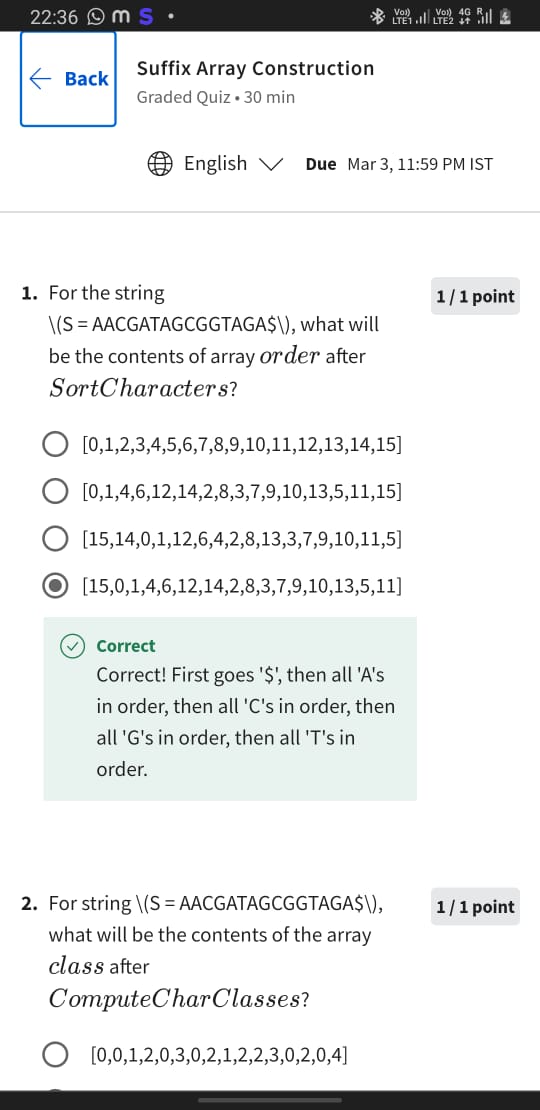 22:36
Vo)) LTE1 Vo)) LTE2 4G R
Back
Suffix Array Construction
Graded Quiz • 30 min
English
Due Mar 3, 11:59 PM IST
1. For the string
1 / 1 point
\(S = AACGATAGCGGTAGA$\), what will
be the contents of array order after
SortCharacters?
[0,1,2,3,4,5,6,7,8,9,10,11,12,13,14,15]
[0,1,4,6,12,14,2,8,3,7,9,10,13,5,11,15]
[15,14,0,1,12,6,4,2,8,13,3,7,9,10,11,5]
[15,0,1,4,6,12,14,2,8,3,7,9,10,13,5,11]
Correct
Correct! First goes '$', then all 'A's
in order, then all 'C's in order, then
all 'G's in order, then all 'T's in
order.
2. For string \(S = AACGATAGCGGTAGA$\),
1 / 1 point
what will be the contents of the array
class after
ComputeCharClasses?
[0,0,1,2,0,3,0,2,1,2,2,3,0,2,0,4]